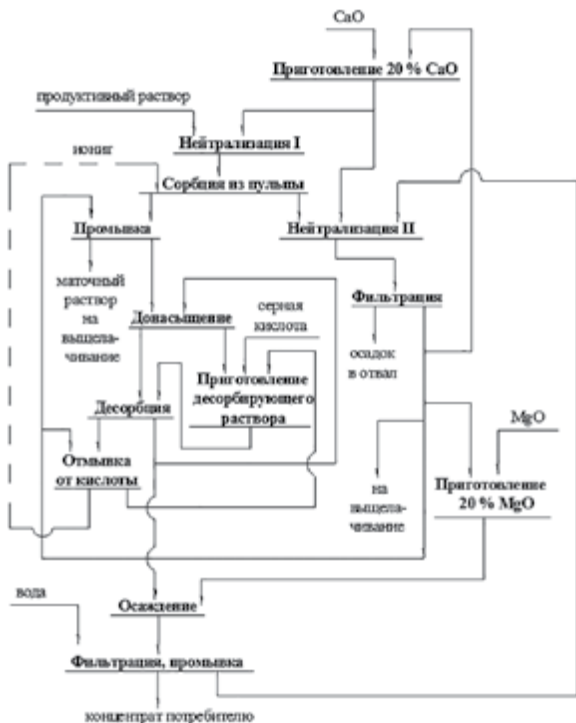 CaO
Приготовление 20 % CaO
продуктивный раствор
Нейтрализация I
ионит
Сорбция из пульпы
Промывка
Нейтрализация II
маточный
раствор
на
выщела-
чивание
Фильтрация
серная
кислота
Донасыщение
осадок
в отвал
Приготовление
десорбирующего
раствора
Десорбция
MgO
Отмывка
от кислоты
на
выщела-
чивание
Приготовление
20 % MgO
вода
Осаждение
Фильтрация, промывка
концентрат потребителю